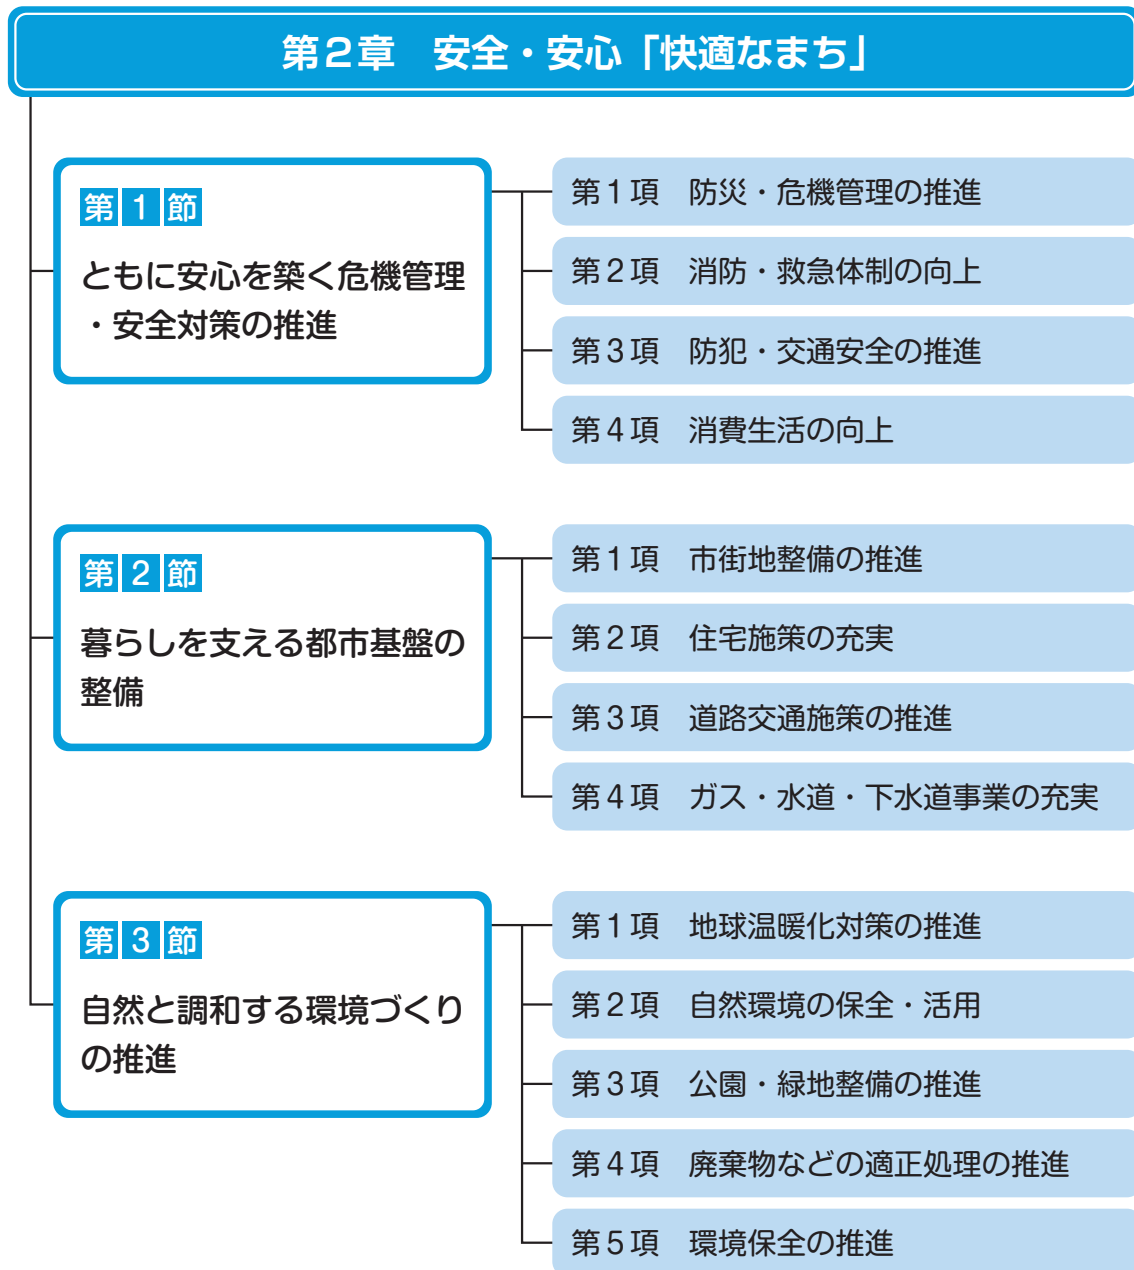 第2章　安全・安心「快適なまち」
第1節
ともに安心を築く危機管理
・安全対策の推進
第1項　防災・危機管理の推進
第2項　消防・救急体制の向上
第3項　防犯・交通安全の推進
第4項　消費生活の向上
第2節
暮らしを支える都市基盤の
整備
第1項　市街地整備の推進
第2項　住宅施策の充実
第3項　道路交通施策の推進
第4項　ガス・水道・下水道事業の充実
第3節
自然と調和する環境づくり
の推進
第1項　地球温暖化対策の推進
第2項　自然環境の保全・活用
第3項　公園・緑地整備の推進
第4項　廃棄物などの適正処理の推進
第5項　環境保全の推進